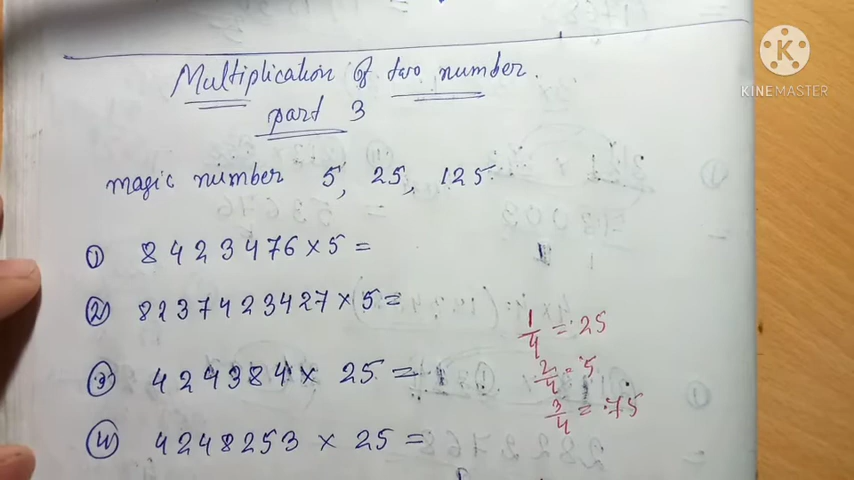 Multiplication of two number.
part 3
magic number 5, 25, 125
① 8423476×5=
② 8237423427×5=
③ 424384× 25=
④ 4248253 × 25=
1/4 = .25
2/4 = .5
3/4 = .75
K
KINEMASTER